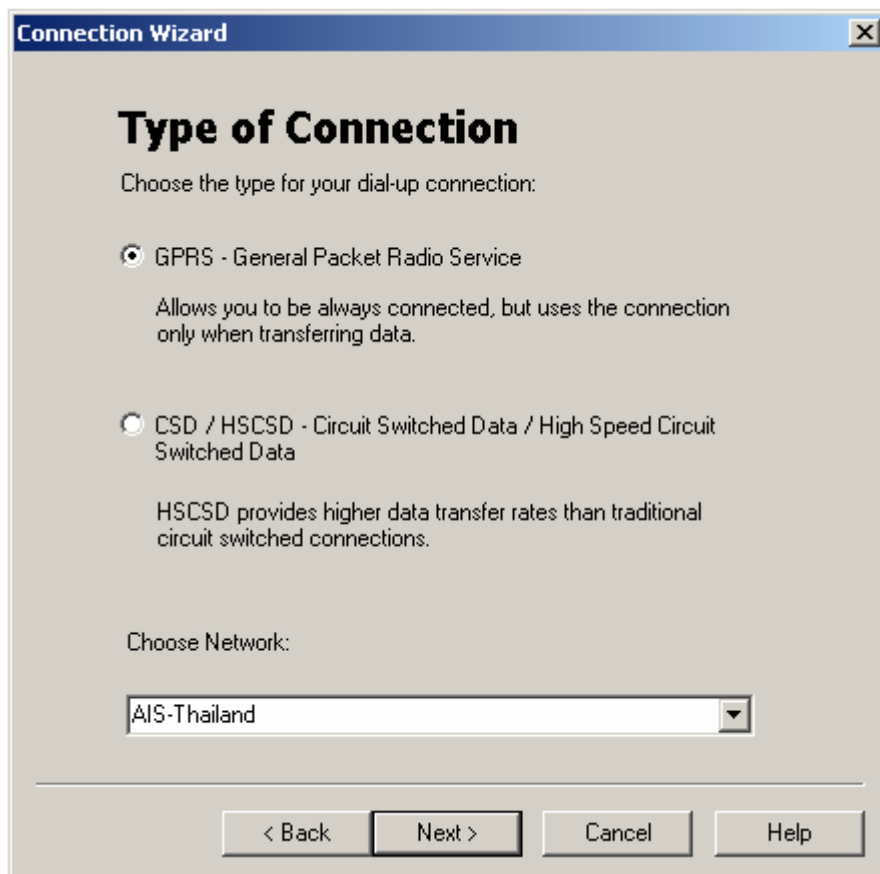 Connection Wizard
Type of Connection
Choose the type for your dial-up connection:
GPRS - General Packet Radio Service
Allows you to be always connected, but uses the connection
only when transferring data.
CSD / HSCSD - Circuit Switched Data / High Speed Circuit
Switched Data
HSCSD provides higher data transfer rates than traditional
circuit switched connections.
Choose Network:
AIS-Thailand
< Back Next > Cancel Help